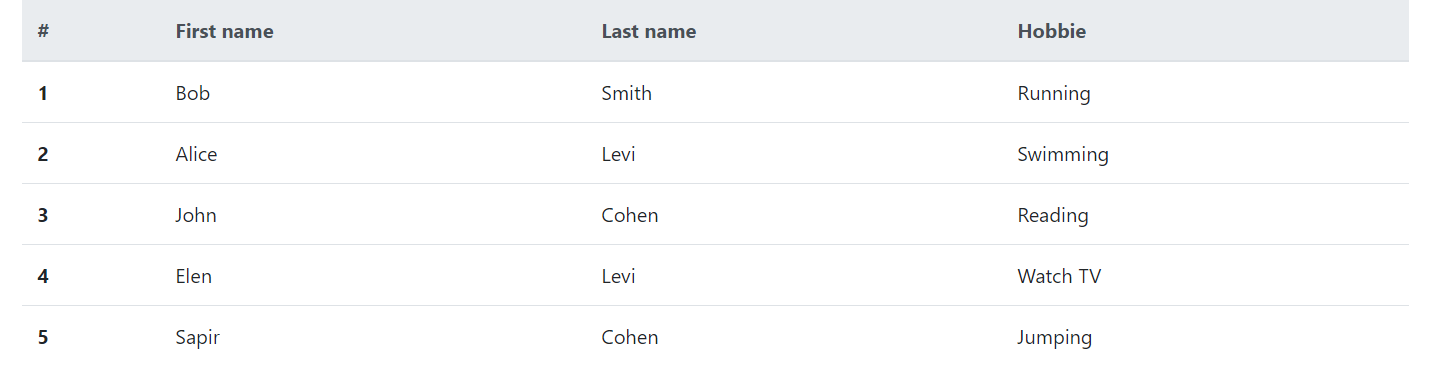 # First name Last name Hobbie
1 Bob Smith Running
2 Alice Levi Swimming
3 John Cohen Reading
4 Elen Levi Watch TV
5 Sapir Cohen Jumping